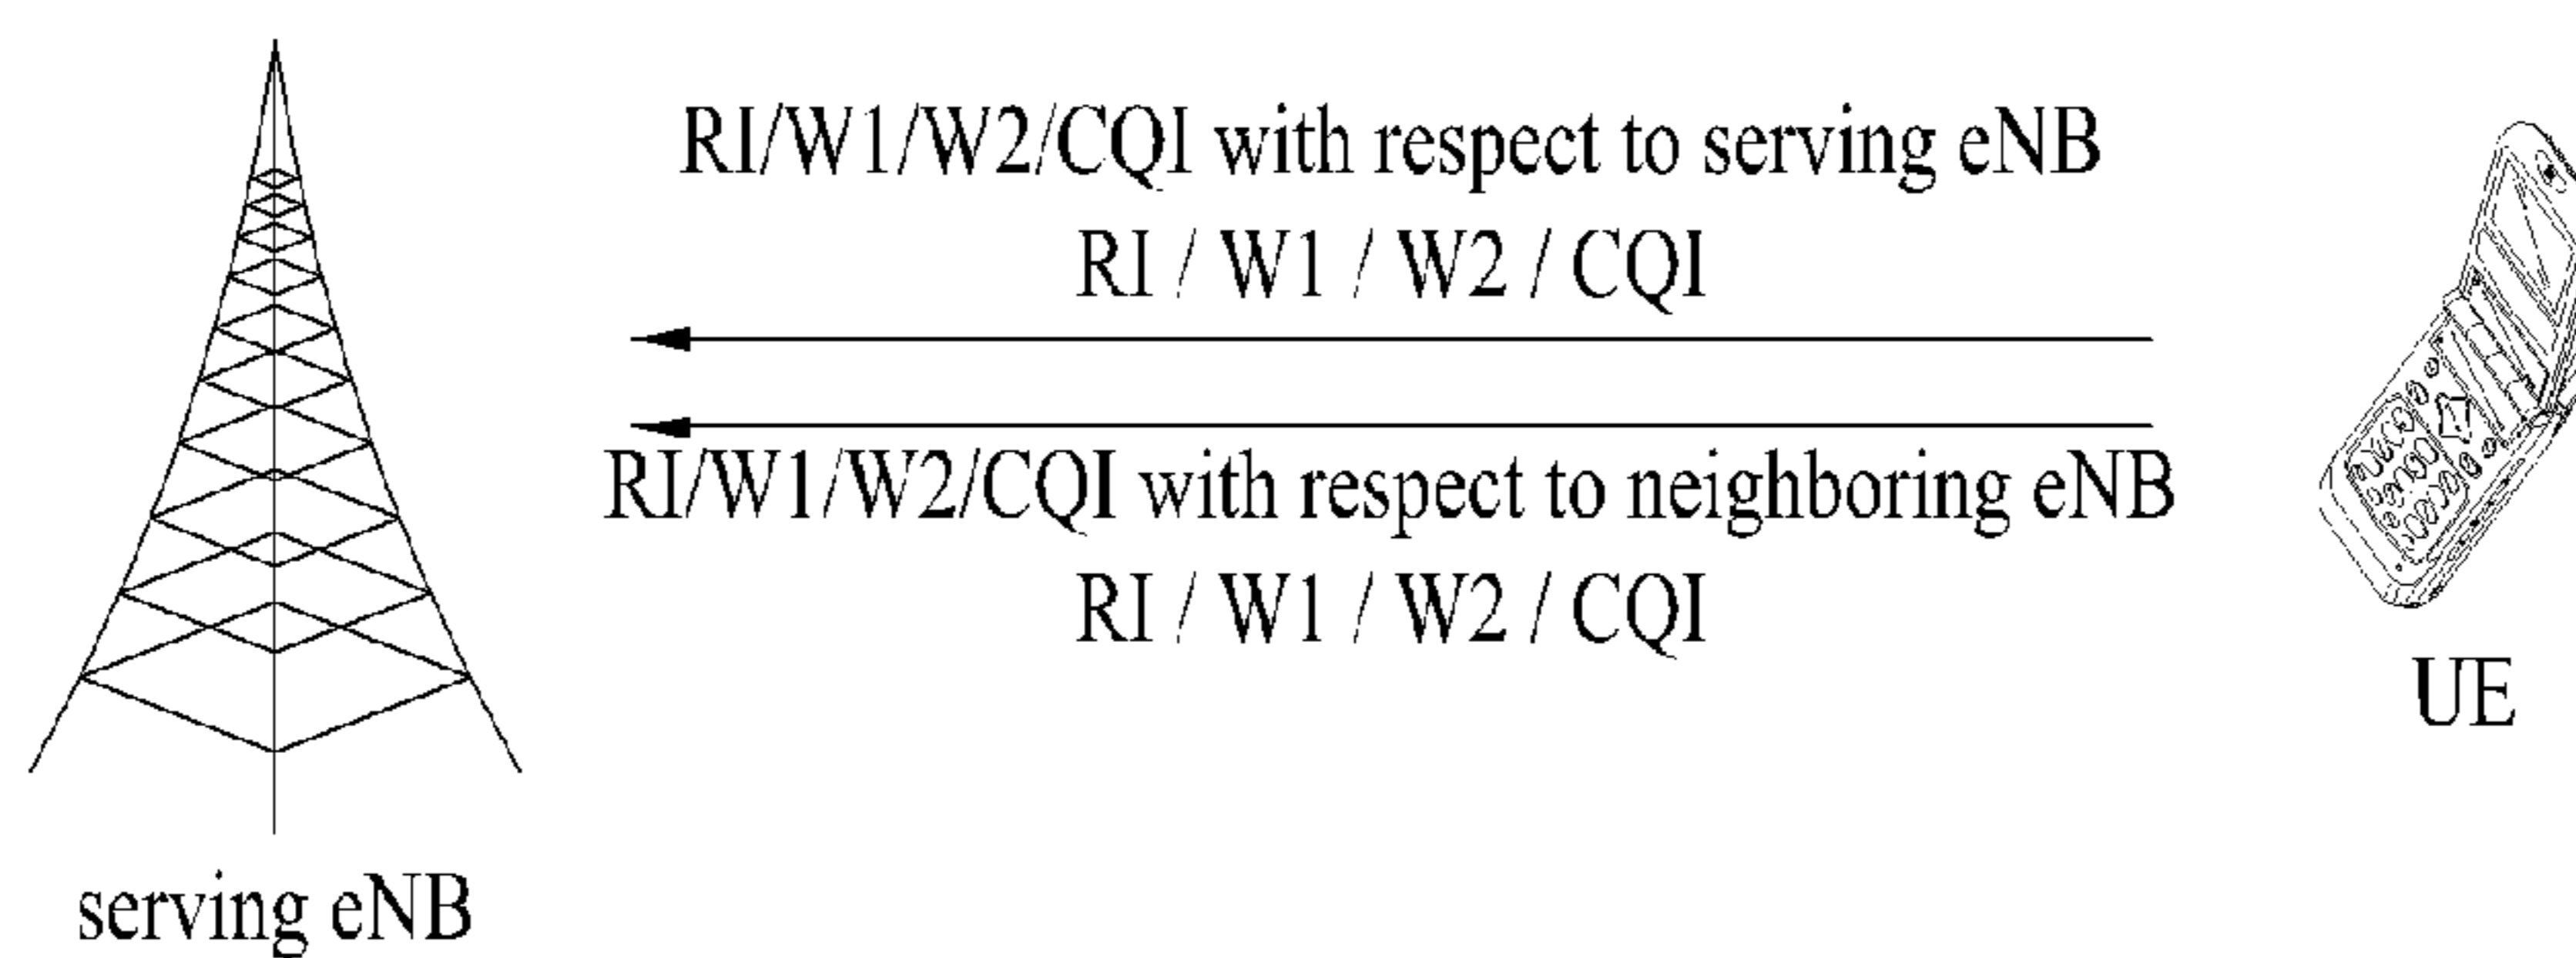 RI/W1/W2/CQI with respect to serving eNB
RI / W1 / W2 / CQI
RI/W1/W2/CQI with respect to neighboring eNB
RI / W1 / W2 / CQI
UE
serving eNB